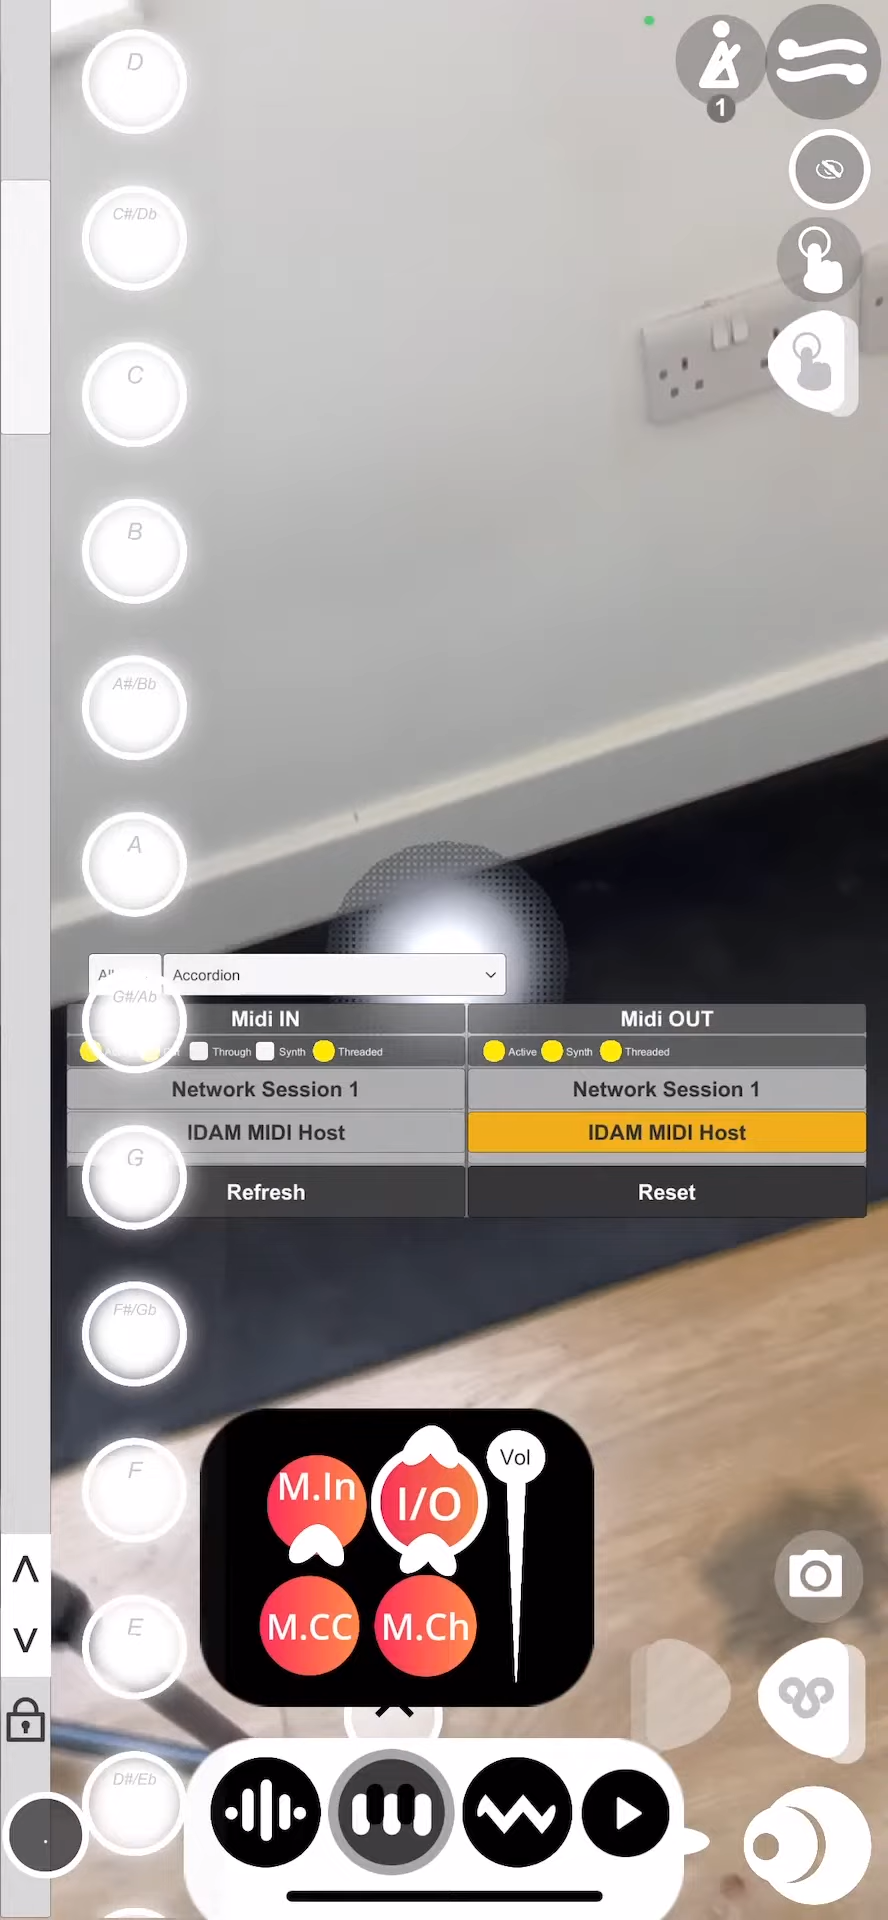 D
1
C#/Db
C
B
A#/Bb
A
Accordion
G#/Ab
Midi IN
Midi OUT
Through Synth Threaded
Active Synth Threaded
Network Session 1
Network Session 1
IDAM MIDI Host
IDAM MIDI Host
G
Refresh
Reset
F#/Gb
F
Vol
M.In
I/O
E
M.CC
M.Ch
D#/Eb